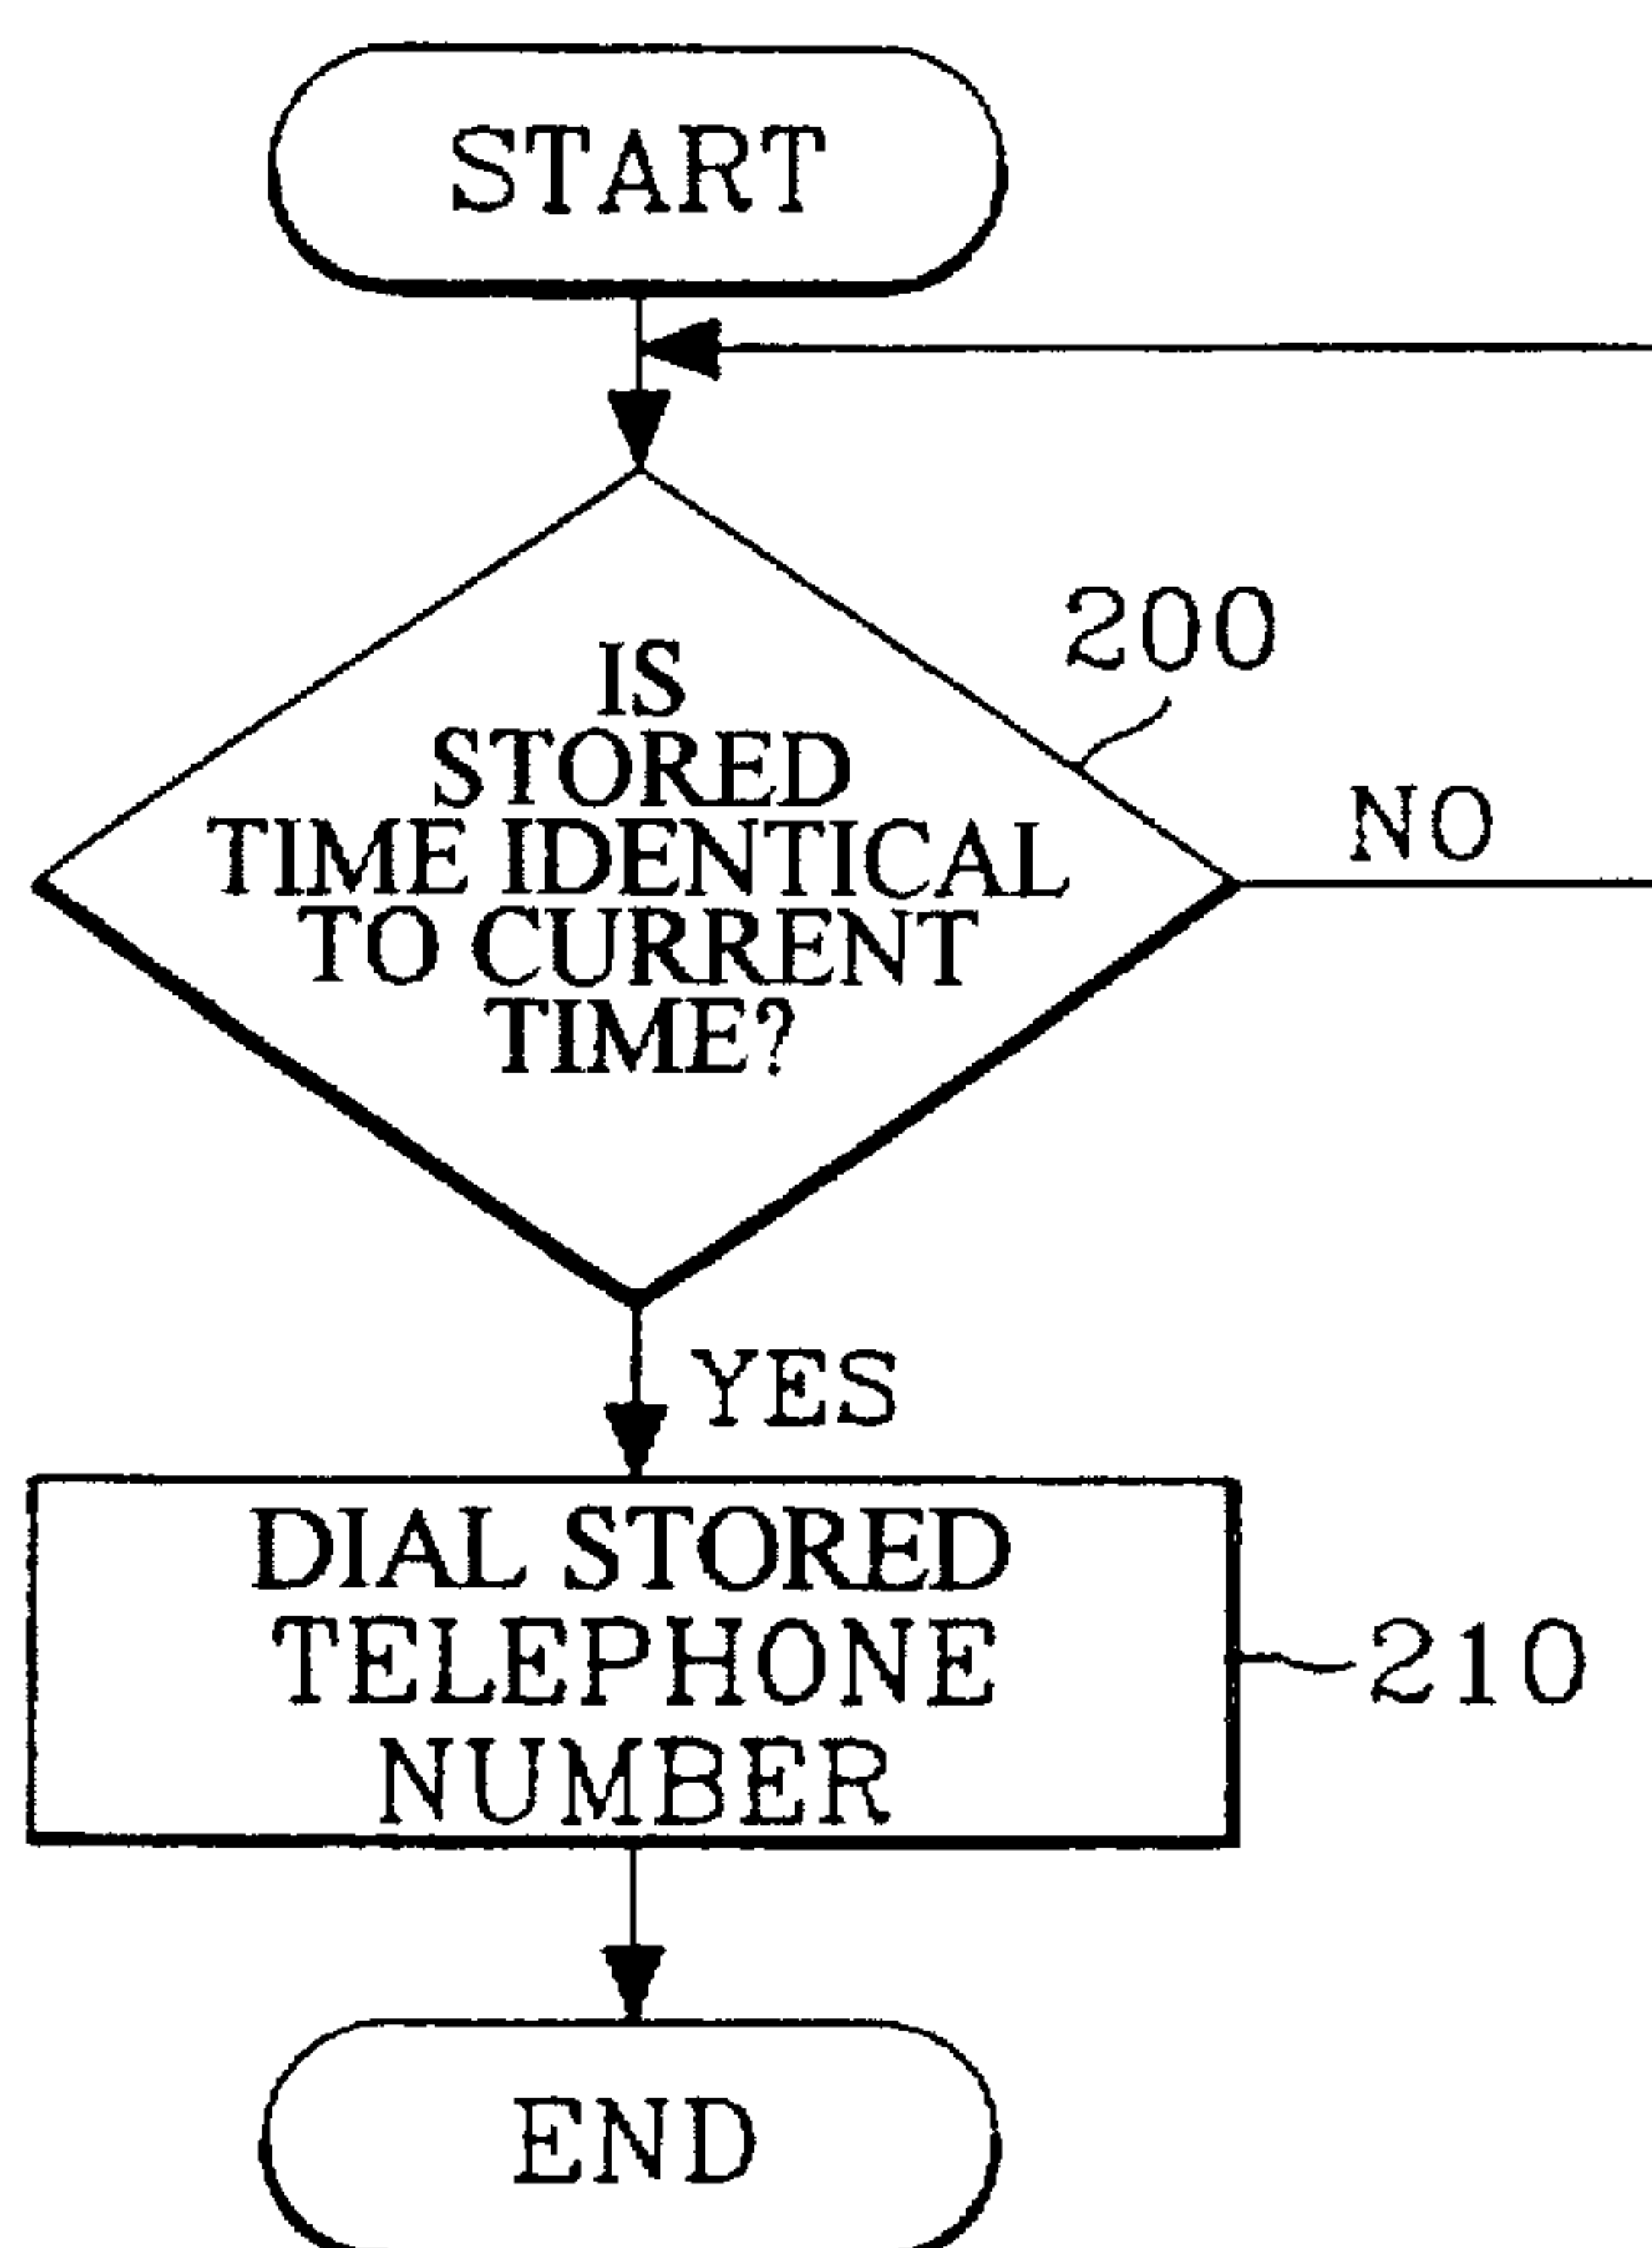 START
200
IS
STORED
TIME IDENTICAL
TO CURRENT
TIME?
NO
YES
DIAL STORED
TELEPHONE
NUMBER
210
END